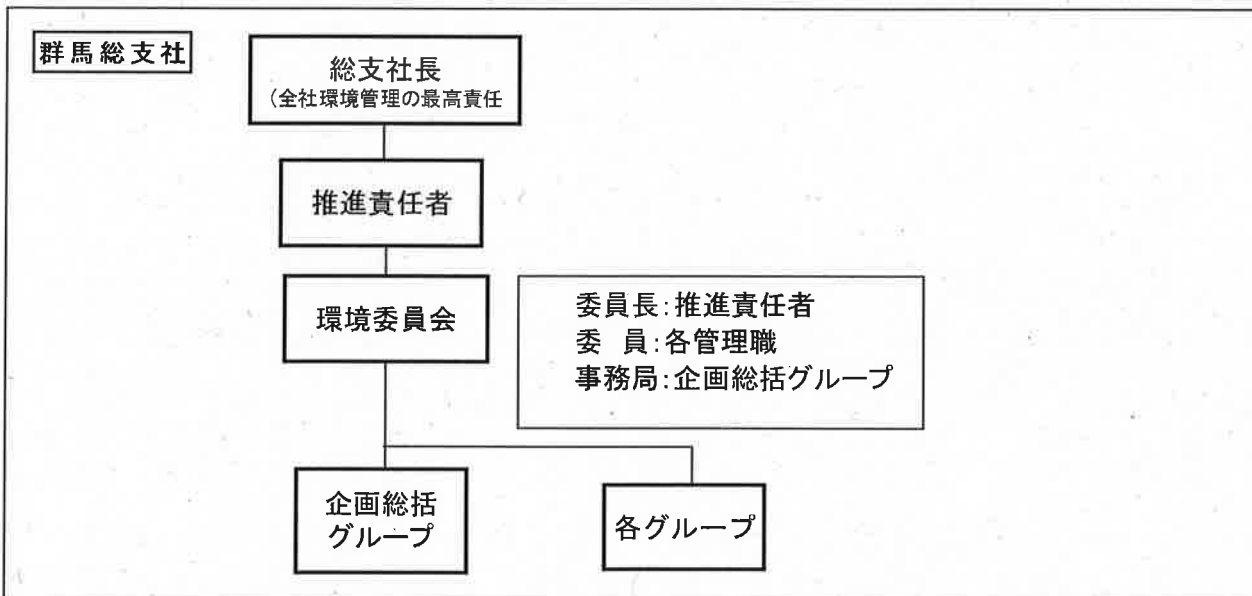 群馬総支社
総支社長
（全社環境管理の最高責任
推進責任者
環境委員会
委員長：推進責任者
委　員：各管理職
事務局：企画総括グループ
企画総括
グループ
各グループ